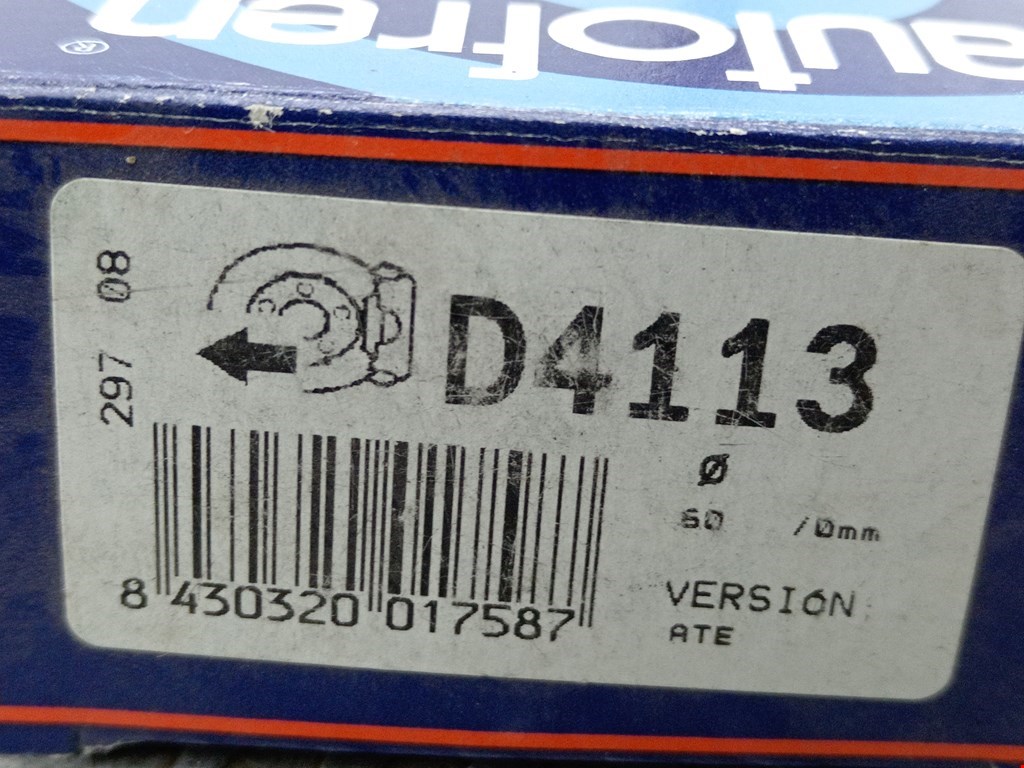 autofren
®
297 08
D4113
Ø
60 /0mm
8 430320 017587
VERSIÓN
ATE